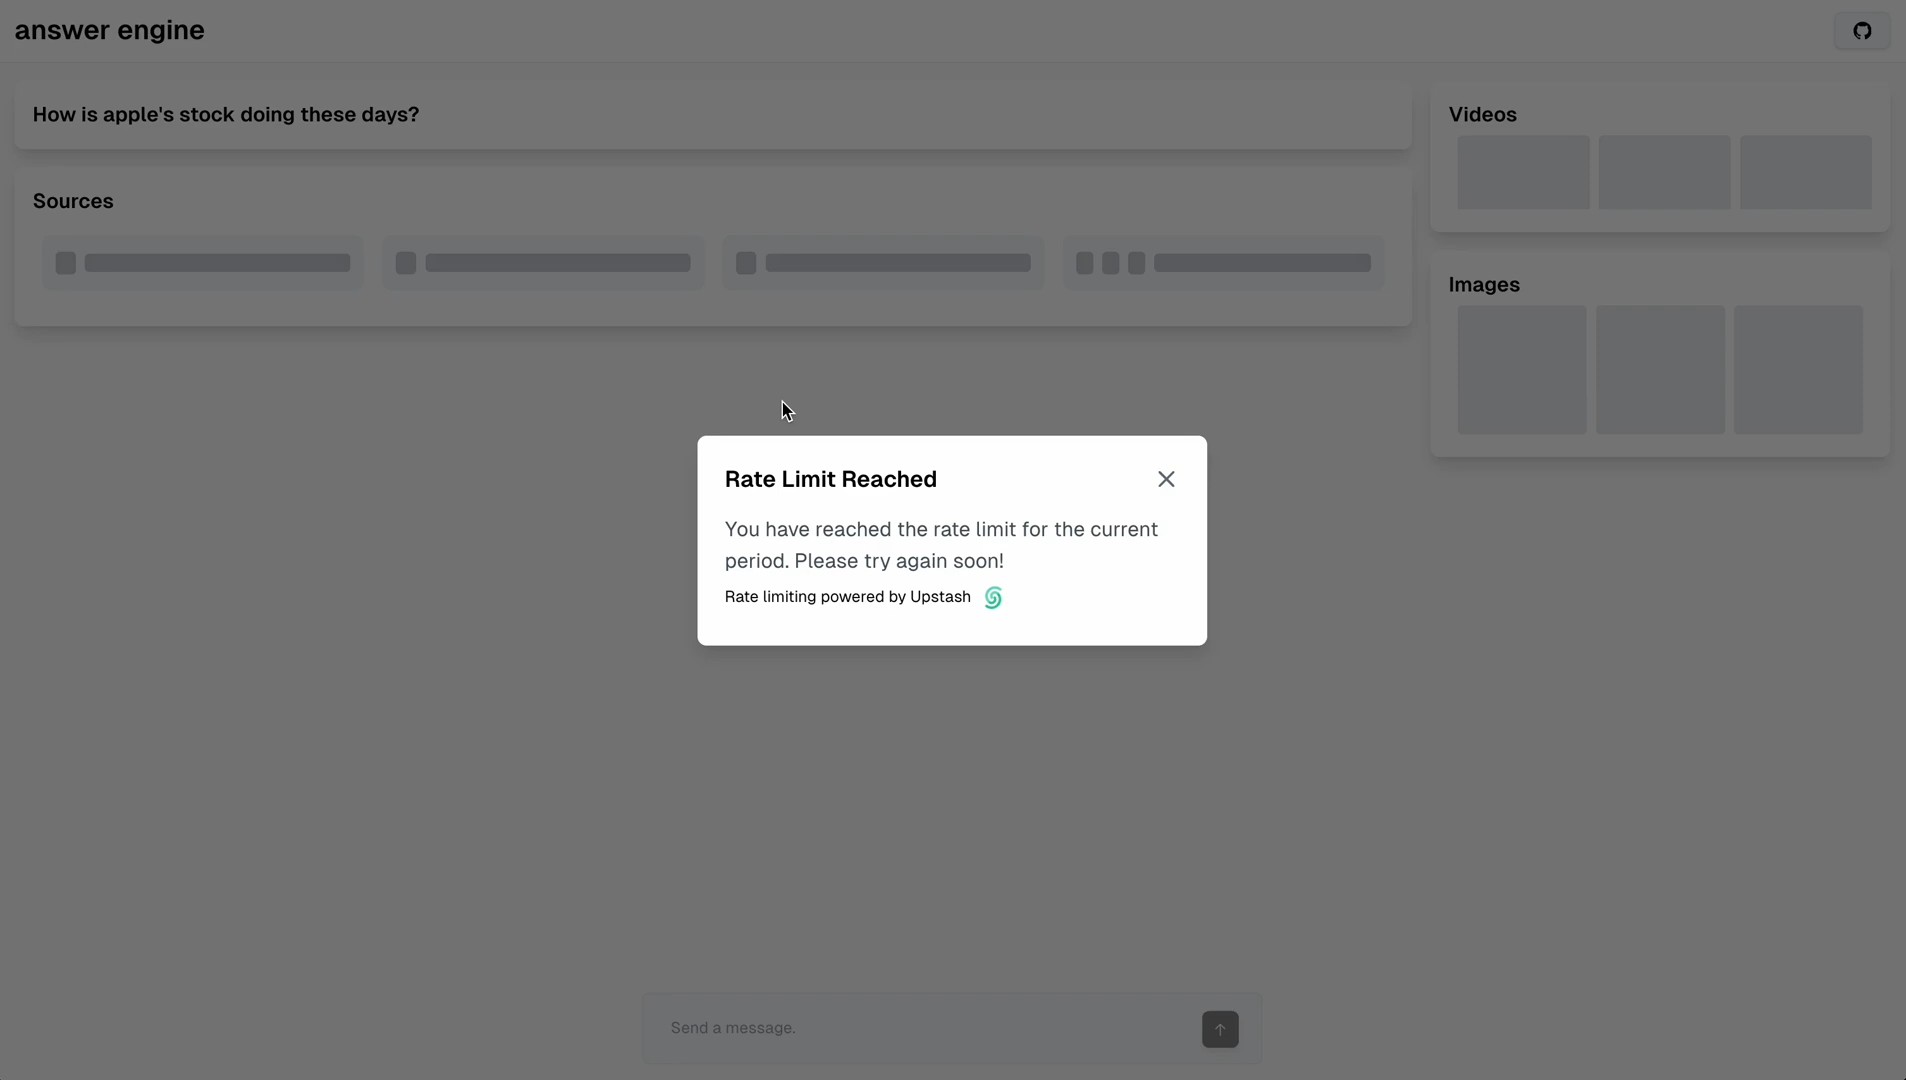 answer engine
How is apple's stock doing these days?
Sources
Videos
Images
Rate Limit Reached
You have reached the rate limit for the current
period. Please try again soon!
Rate limiting powered by Upstash
Send a message.